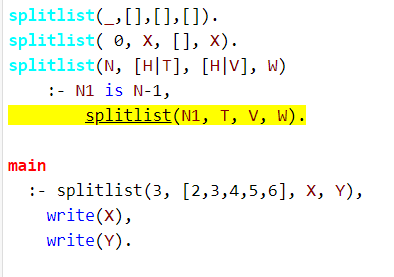 splitlist(_,[],[],[]).
splitlist( 0, X, [], X).
splitlist(N, [H|T], [H|V], W)
:- N1 is N-1,
splitlist(N1, T, V, W).
main
:- splitlist(3, [2,3,4,5,6], X, Y),
write(X),
write(Y).